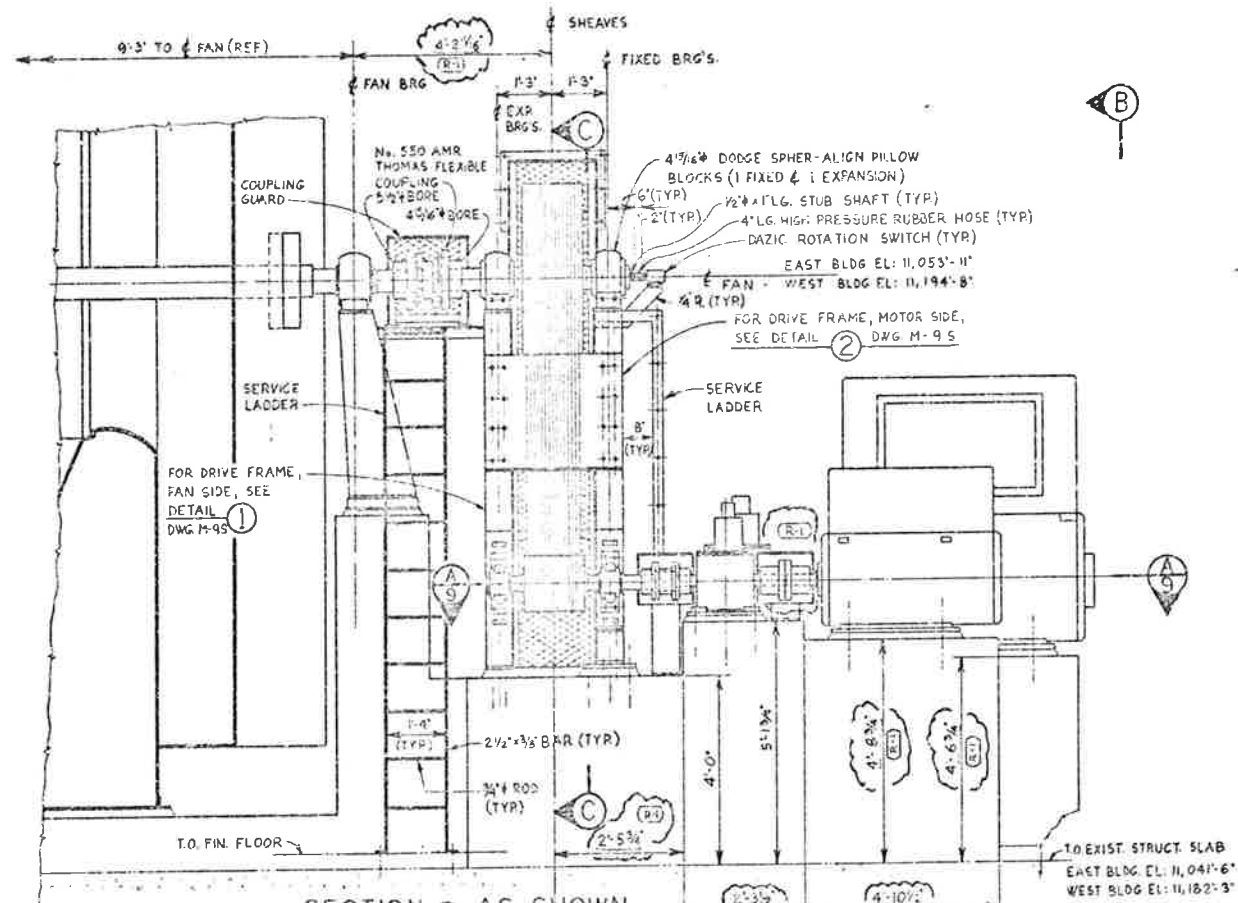 ℄ SHEAVES
9'-3" TO ℄ FAN (REF)
4'-2 1/16"
R-1
℄ FIXED BRG'S.
℄ FAN BRG
1'-3"
1'-3"
℄ EXP. BRG'S.
C
B
No. 550 AMR
THOMAS FLEXIBLE
COUPLING
5 1/2"⌀ BORE
BORE
COUPLING
GUARD
4 15/16"⌀ DODGE SPHER-ALIGN PILLOW
BLOCKS (1 FIXED & 1 EXPANSION)
6" (TYP)
1/2"⌀ x 1" LG. STUB SHAFT (TYP.)
2" (TYP.)
4" LG. HIGH PRESSURE RUBBER HOSE (TYP.)
DAZIC ROTATION SWITCH (TYP.)
EAST BLDG EL: 11,053'-11"
℄ FAN - WEST BLDG EL: 11,194'-8"
(TYP)
FOR DRIVE FRAME, MOTOR SIDE,
SEE DETAIL 2 DWG. M-9S
SERVICE
LADDER
SERVICE
LADDER
8"
(TYP)
FOR DRIVE FRAME,
FAN SIDE, SEE
DETAIL 1
DWG. M-9S
R-1
A
9
A
9
1'-4"
(TYP)
2 1/2" x 3/8" BAR (TYP.)
3/4"⌀ ROD
(TYP.)
4'-0"
5'-1 3/8"
4'-8 3/4"
R-1
4'-6 3/4"
R-1
C
R-1
2'-5 3/4"
T.O. FIN. FLOOR
T.O. EXIST. STRUCT. SLAB
EAST BLDG. EL: 11,041'-6"
WEST BLDG EL: 11,182'-3"
4'-10 1/2"
SECTION - AS SHOWN